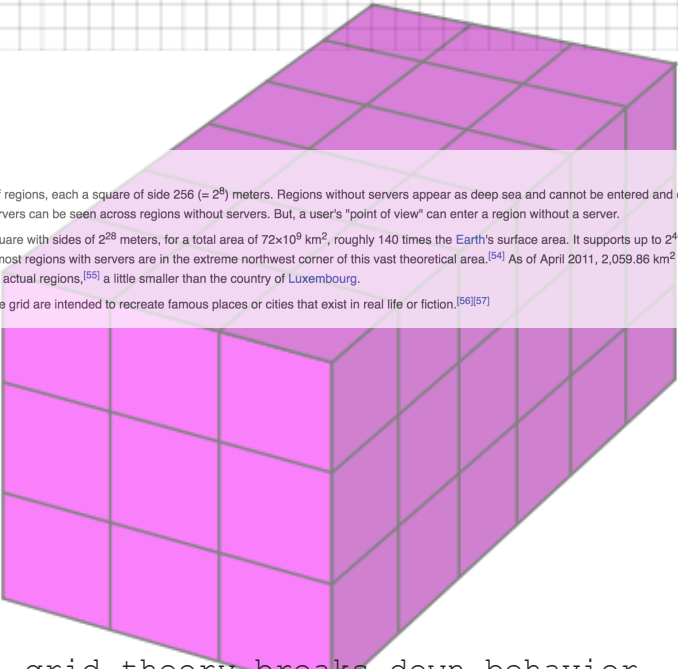 regions, each a square of side 256 (= 2⁸) meters. Regions without servers appear as deep sea and cannot be entered and
rvers can be seen across regions without servers. But, a user's "point of view" can enter a region without a server.
uare with sides of 2²⁸ meters, for a total area of 72×10⁹ km², roughly 140 times the Earth's surface area. It supports up to 2⁴
most regions with servers are in the extreme northwest corner of this vast theoretical area.[54] As of April 2011, 2,059.86 km²
actual regions,[55] a little smaller than the country of Luxembourg.
e grid are intended to recreate famous places or cities that exist in real life or fiction.[56][57]
grid theory breaks down behavior